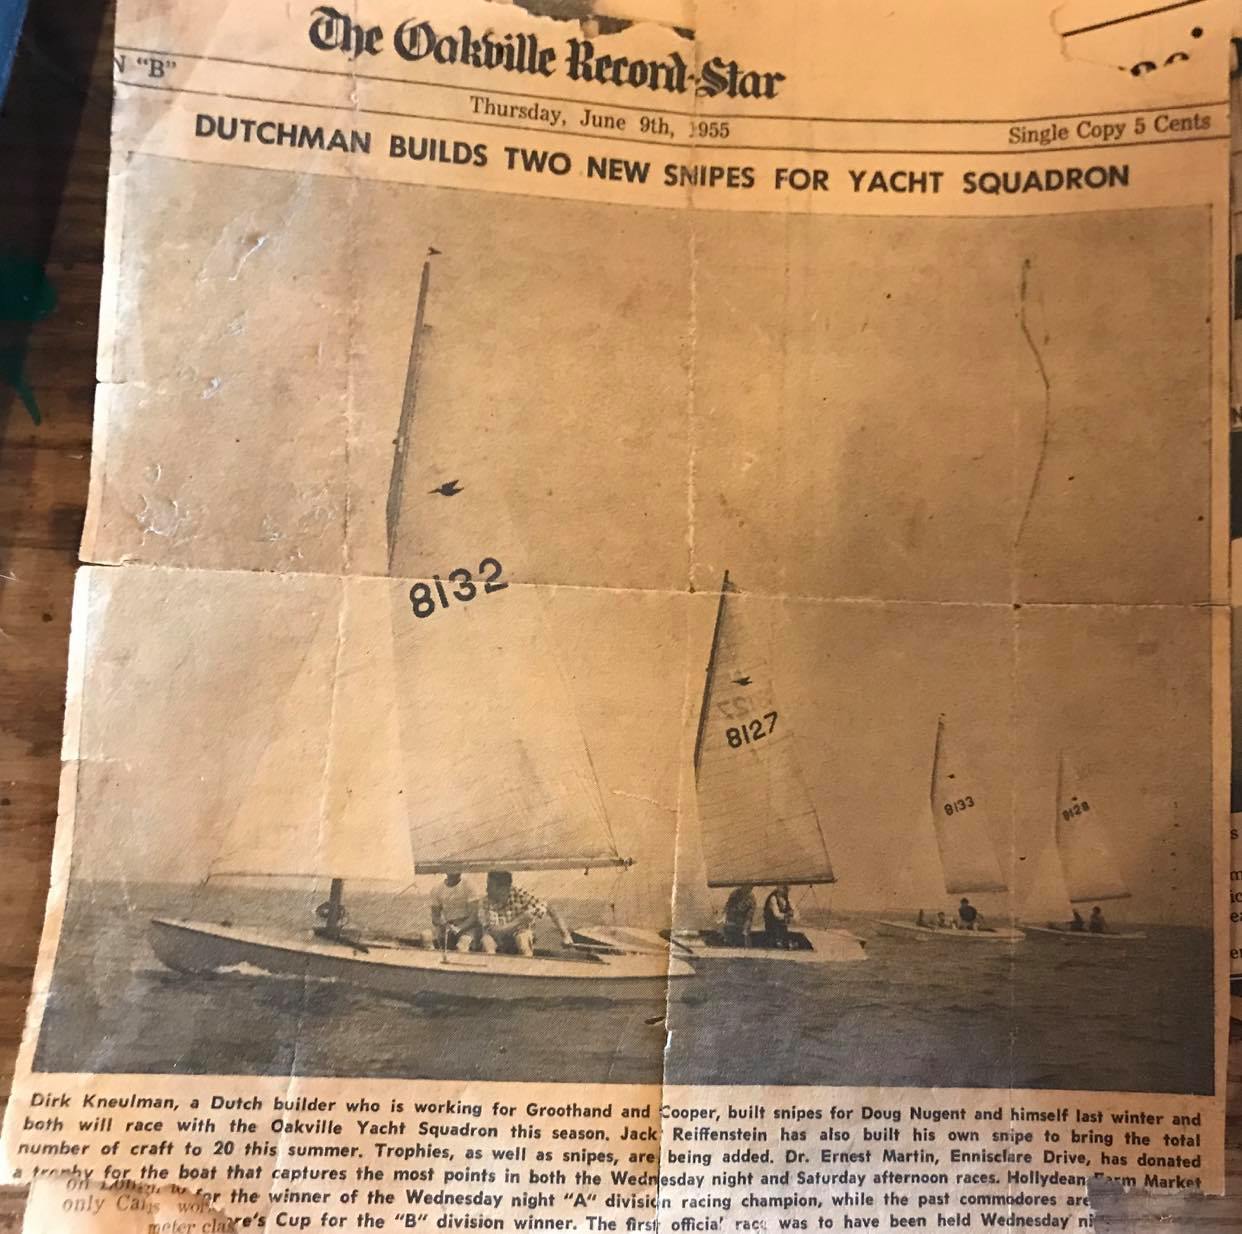 The Oakville Record-Star
N "B"
Thursday, June 9th, 1955
Single Copy 5 Cents
DUTCHMAN BUILDS TWO NEW SNIPES FOR YACHT SQUADRON
8132
8127
8133
8128
Dirk Kneulman, a Dutch builder who is working for Groothand and Cooper, built snipes for Doug Nugent and himself last winter and
both will race with the Oakville Yacht Squadron this season. Jack Reiffenstein has also built his own snipe to bring the total
number of craft to 20 this summer. Trophies, as well as snipes, are being added. Dr. Ernest Martin, Ennisclare Drive, has donated
a trophy for the boat that captures the most points in both the Wednesday night and Saturday afternoon races. Hollydean Farm Market
for the winner of the Wednesday night "A" division racing champion, while the past commodores are
only
meter
re's Cup for the "B" division winner. The first official race was to have been held Wednesday ni